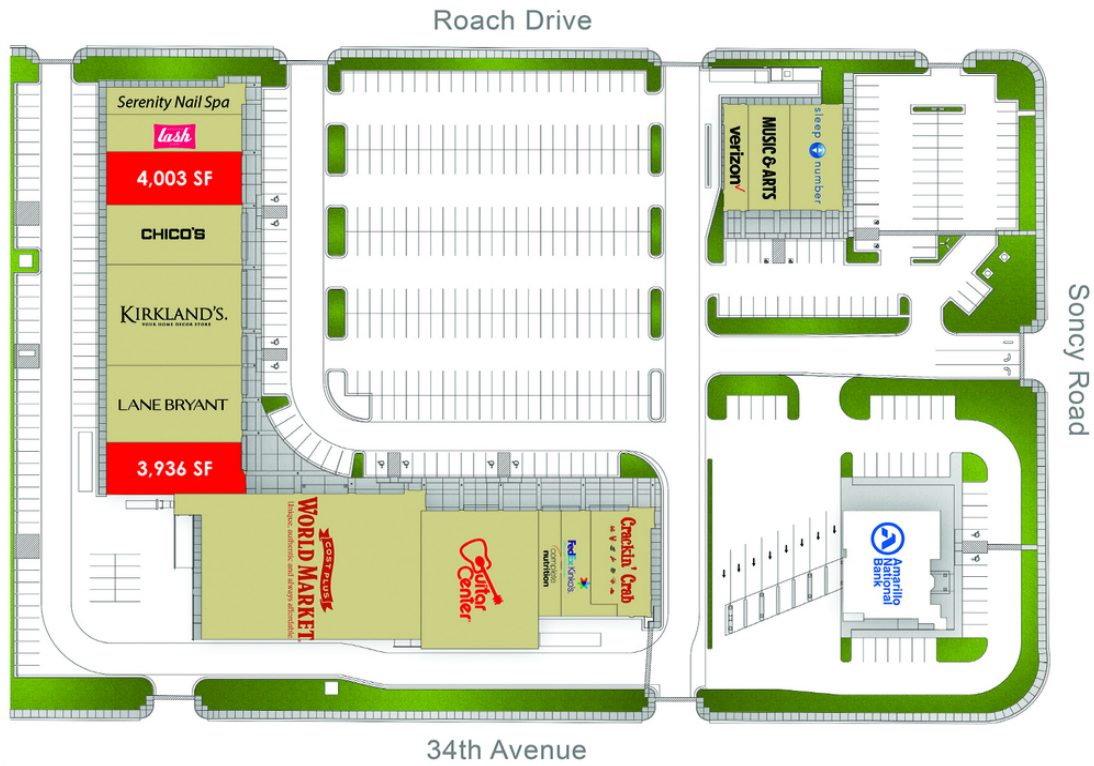 Roach Drive
Serenity Nail Spa
lash
4,003 SF
CHICO'S
KIRKLAND'S.
YOUR HOME DECOR STORE
LANE BRYANT
3,936 SF
COST PLUS
WORLD MARKET.
Unique, authentic and always affordable
Guitar
Center
complete
nutrition
FedEx Kinko's.
Crackin' Crab
verizon
MUSIC & ARTS
sleep number
Amarillo
National
Bank
Soncy Road
34th Avenue